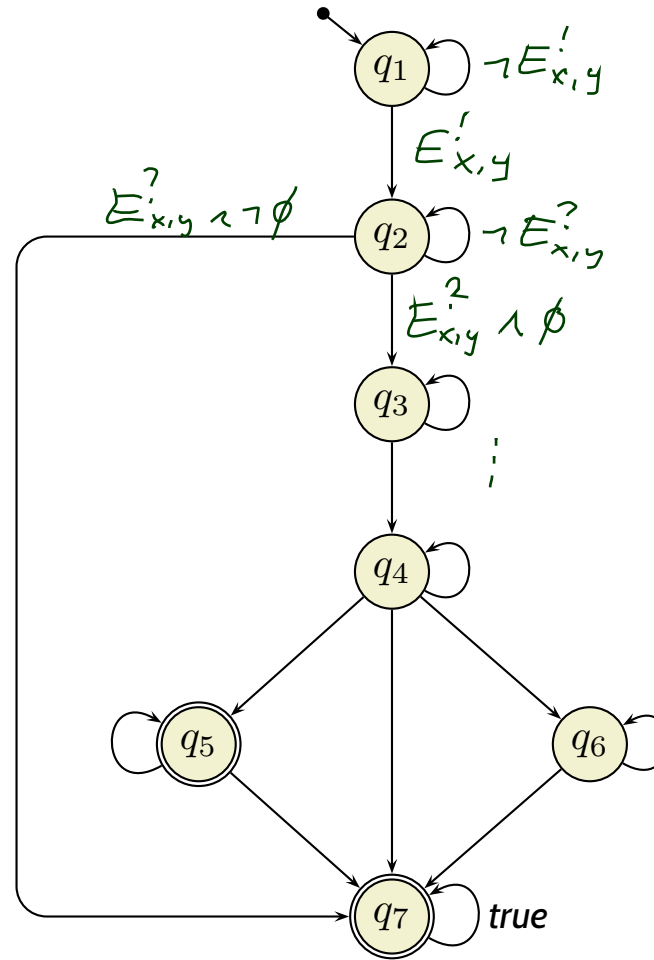 q₁
¬E!x,y
E!x,y
E?x,y ∧ ¬ϕ
q₂
¬E?x,y
E?x,y ∧ ϕ
q₃
⋮
q₄
q₅
q₆
q₇
true